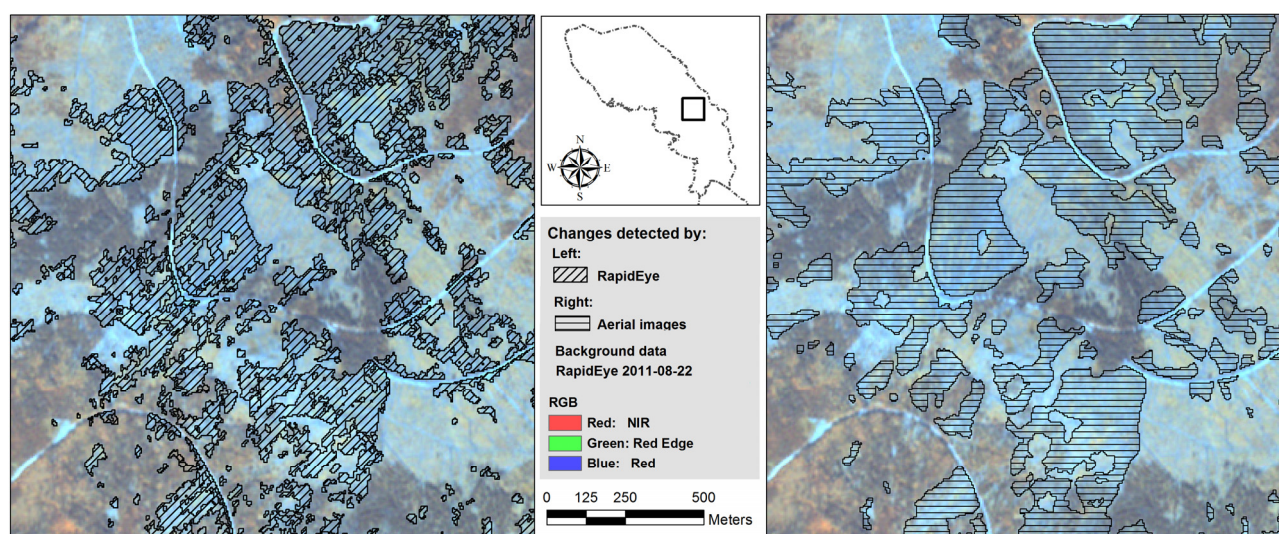 N
W E
S
Changes detected by:
Left:
RapidEye
Right:
Aerial images
Background data
RapidEye 2011-08-22
RGB
Red: NIR
Green: Red Edge
Blue: Red
0 125 250 500
Meters